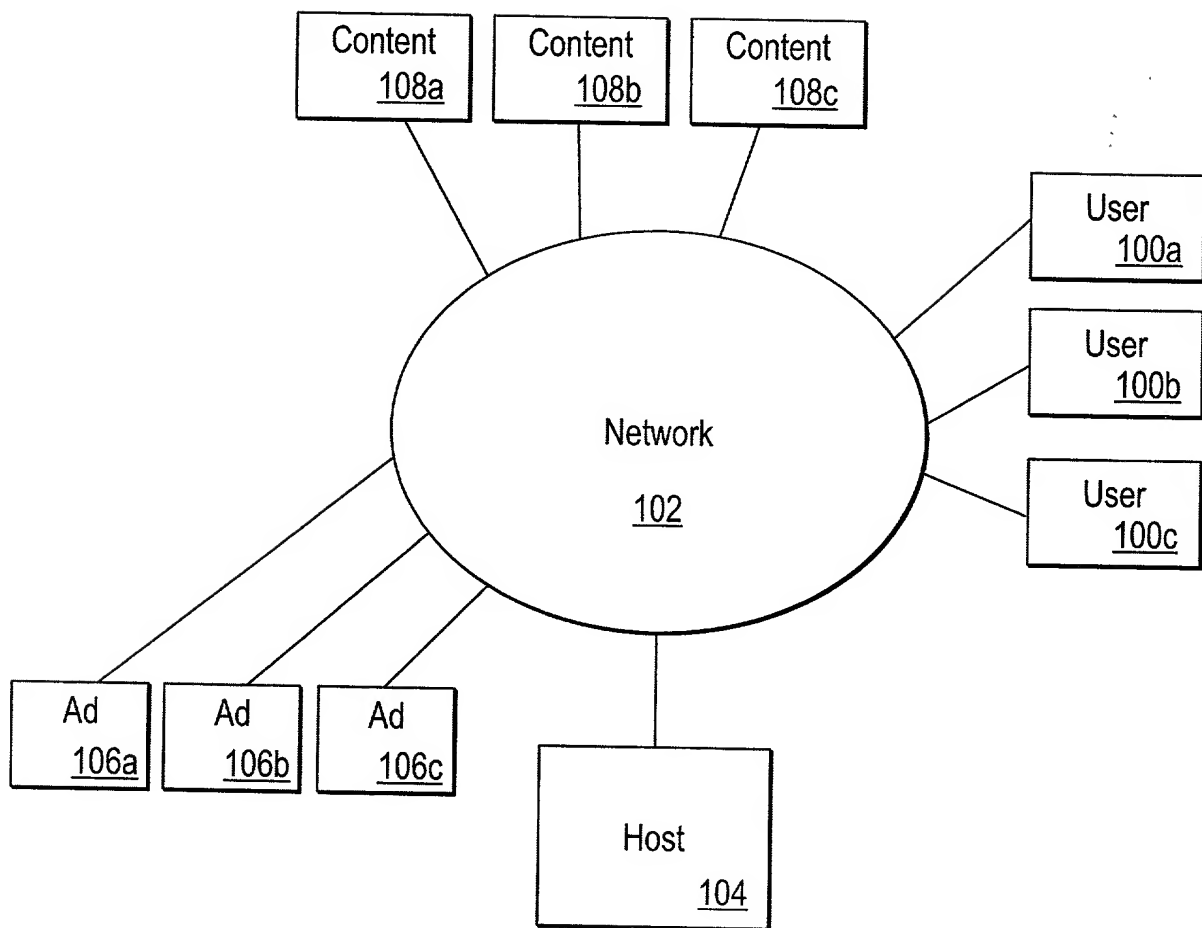 Content
108a
Content
108b
Content
108c
User
100a
User
100b
User
100c
Network
102
Ad
106a
Ad
106b
Ad
106c
Host
104